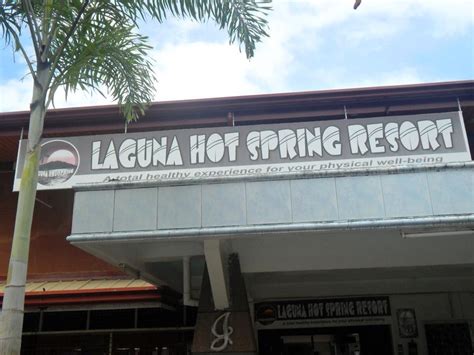 LAGUNA HOT SPRING RESORT
A total healthy experience for your physical well-being
LAGUNA HOT SPRING RESORT